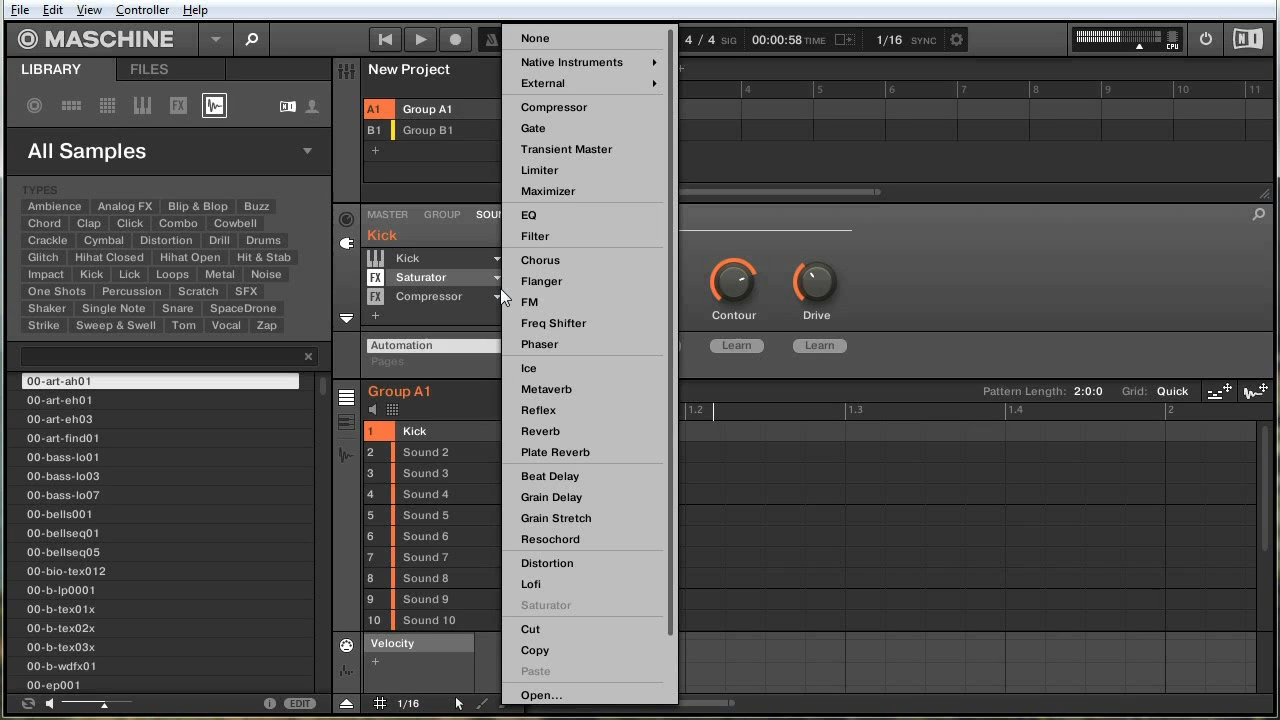 File Edit View Controller Help
MASCHINE
4 / 4 SIG 00:00:58 TIME 1/16 SYNC
CPU
LIBRARY FILES
FX
All Samples
TYPES
Ambience Analog FX Blip & Blop Buzz
Chord Clap Click Combo Cowbell
Crackle Cymbal Distortion Drill Drums
Glitch Hihat Closed Hihat Open Hit & Stab
Impact Kick Lick Loops Metal Noise
One Shots Percussion Scratch SFX
Shaker Single Note Snare SpaceDrone
Strike Sweep & Swell Tom Vocal Zap
00-art-ah01
00-art-eh01
00-art-eh03
00-art-find01
00-bass-lo01
00-bass-lo03
00-bass-lo07
00-bells001
00-bellseq01
00-bellseq05
00-bio-tex012
00-b-lp0001
00-b-tex01x
00-b-tex02x
00-b-tex03x
00-b-wdfx01
00-ep001
EDIT
New Project
A1 Group A1
B1 Group B1
+
4 5 6 7 8 9 10 11
MASTER GROUP SOU
Kick
Kick
FX Saturator
FX Compressor
+
Automation
Pages
Contour Drive
Learn Learn
Group A1
Pattern Length: 2:0:0 Grid: Quick
1.2 1.3 1.4 2
1 Kick
2 Sound 2
3 Sound 3
4 Sound 4
5 Sound 5
6 Sound 6
7 Sound 7
8 Sound 8
9 Sound 9
10 Sound 10
Velocity
+
1/16
None
Native Instruments
External
Compressor
Gate
Transient Master
Limiter
Maximizer
EQ
Filter
Chorus
Flanger
FM
Freq Shifter
Phaser
Ice
Metaverb
Reflex
Reverb
Plate Reverb
Beat Delay
Grain Delay
Grain Stretch
Resochord
Distortion
Lofi
Saturator
Cut
Copy
Paste
Open...